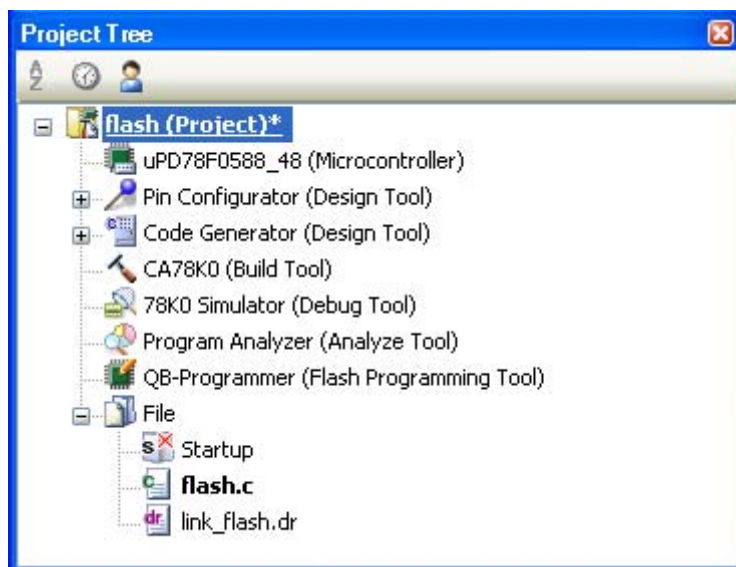 Project Tree
flash (Project)*
uPD78F0588_48 (Microcontroller)
Pin Configurator (Design Tool)
Code Generator (Design Tool)
CA78K0 (Build Tool)
78K0 Simulator (Debug Tool)
Program Analyzer (Analyze Tool)
QB-Programmer (Flash Programming Tool)
File
Startup
flash.c
link_flash.dr